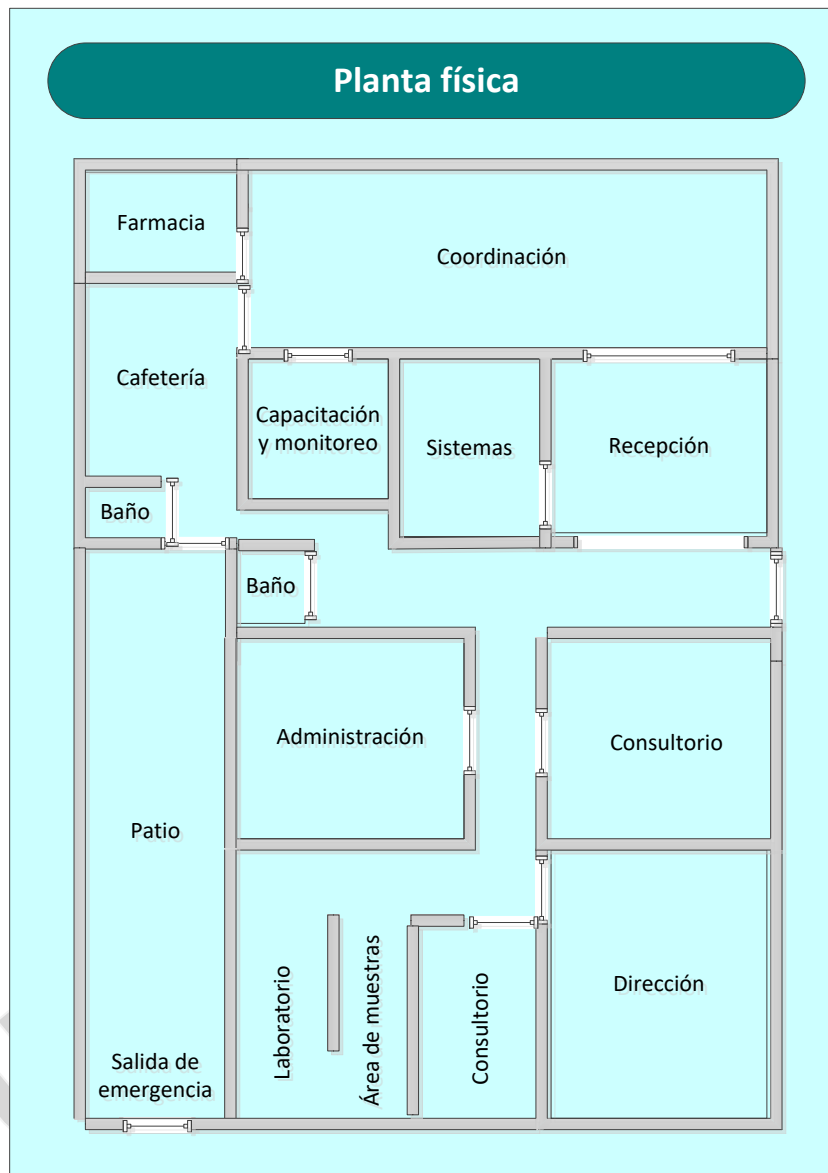 Planta física
Farmacia
Coordinación
Cafetería
Capacitación
y monitoreo
Sistemas
Recepción
Baño
Baño
Administración
Consultorio
Patio
Laboratorio
Área de muestras
Consultorio
Dirección
Salida de
emergencia